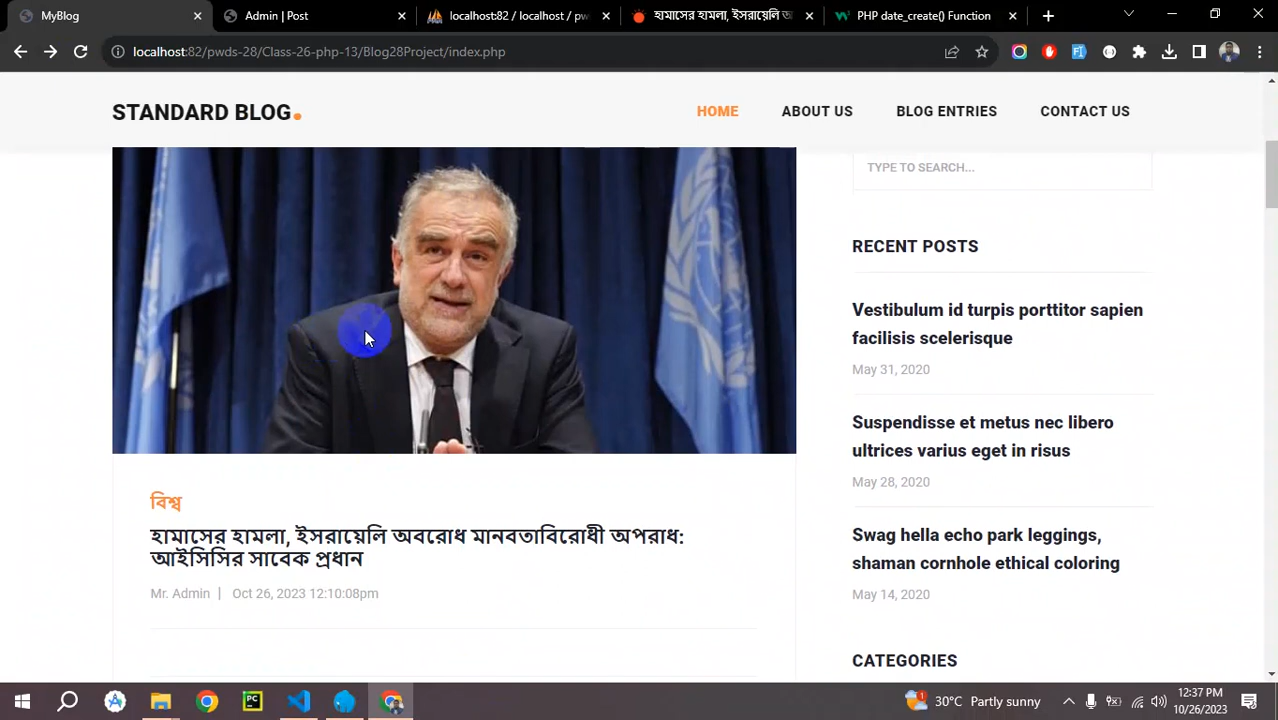 MyBlog
Admin | Post
localhost:82 / localhost / pw
হামাসের হামলা, ইসরায়েলি অ
PHP date_create() Function
localhost:82/pwds-28/Class-26-php-13/Blog28Project/index.php
STANDARD BLOG.
HOME
ABOUT US
BLOG ENTRIES
CONTACT US
TYPE TO SEARCH...
RECENT POSTS
Vestibulum id turpis porttitor sapien
facilisis scelerisque
May 31, 2020
Suspendisse et metus nec libero
ultrices varius eget in risus
May 28, 2020
Swag hella echo park leggings,
shaman cornhole ethical coloring
May 14, 2020
CATEGORIES
বিশ্ব
হামাসের হামলা, ইসরায়েলি অবরোধ মানবতাবিরোধী অপরাধ:
আইসিসির সাবেক প্রধান
Mr. Admin | Oct 26, 2023 12:10:08pm
30°C Partly sunny
12:37 PM
10/26/2023